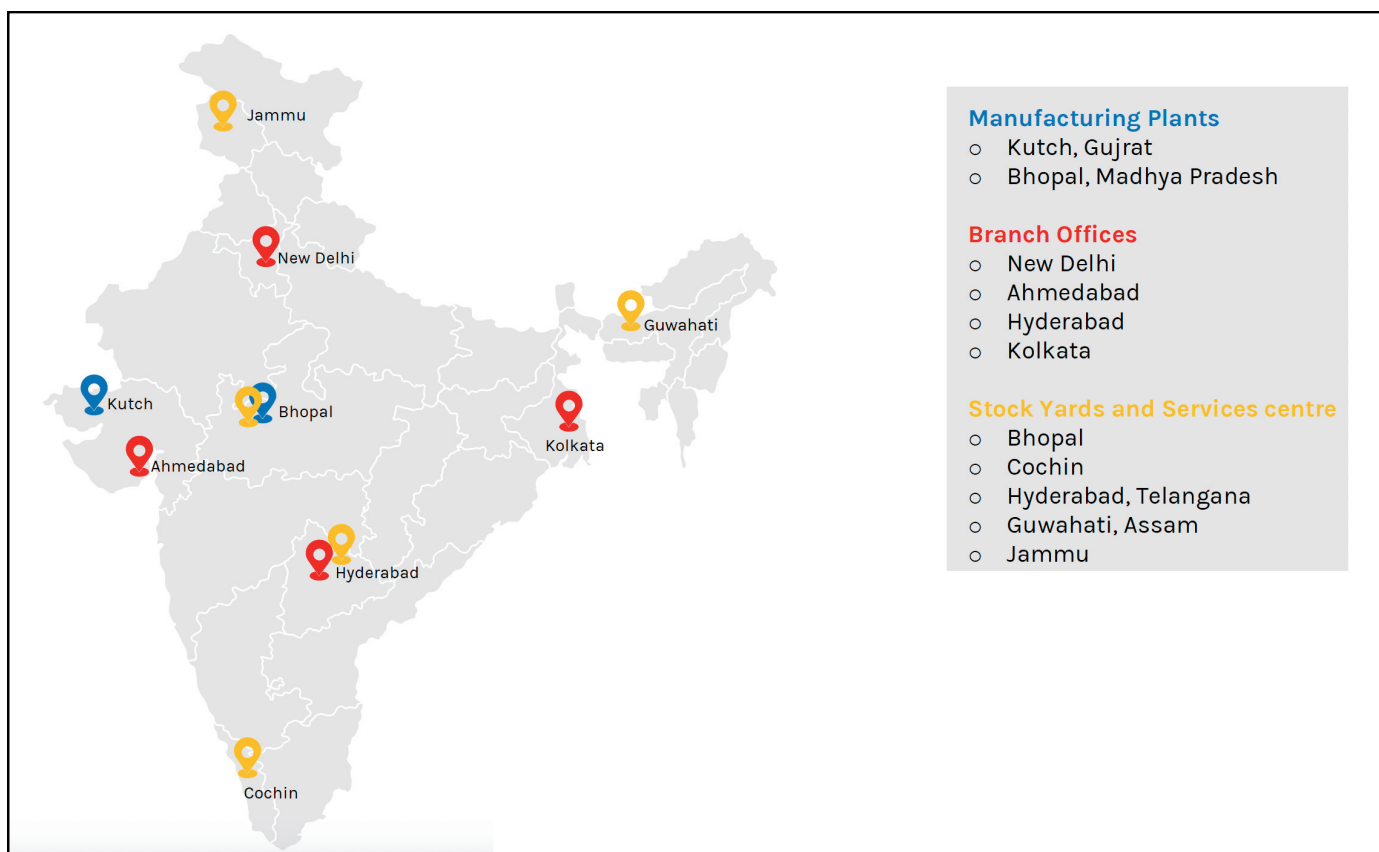 Jammu
New Delhi
Guwahati
Kutch
Bhopal
Ahmedabad
Kolkata
Hyderabad
Cochin
Manufacturing Plants
o Kutch, Gujrat
o Bhopal, Madhya Pradesh
Branch Offices
o New Delhi
o Ahmedabad
o Hyderabad
o Kolkata
Stock Yards and Services centre
o Bhopal
o Cochin
o Hyderabad, Telangana
o Guwahati, Assam
o Jammu